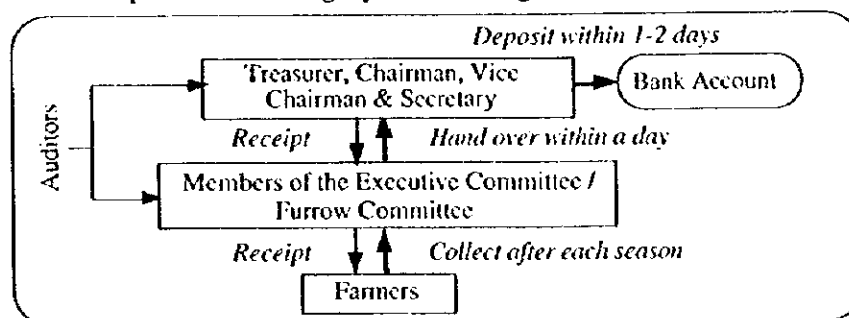 Deposit within 1-2 days
Treasurer, Chairman, Vice
Chairman & Secretary
Bank Account
Receipt
Hand over within a day
Auditors
Members of the Executive Committee /
Furrow Committee
Receipt
Collect after each season
Farmers